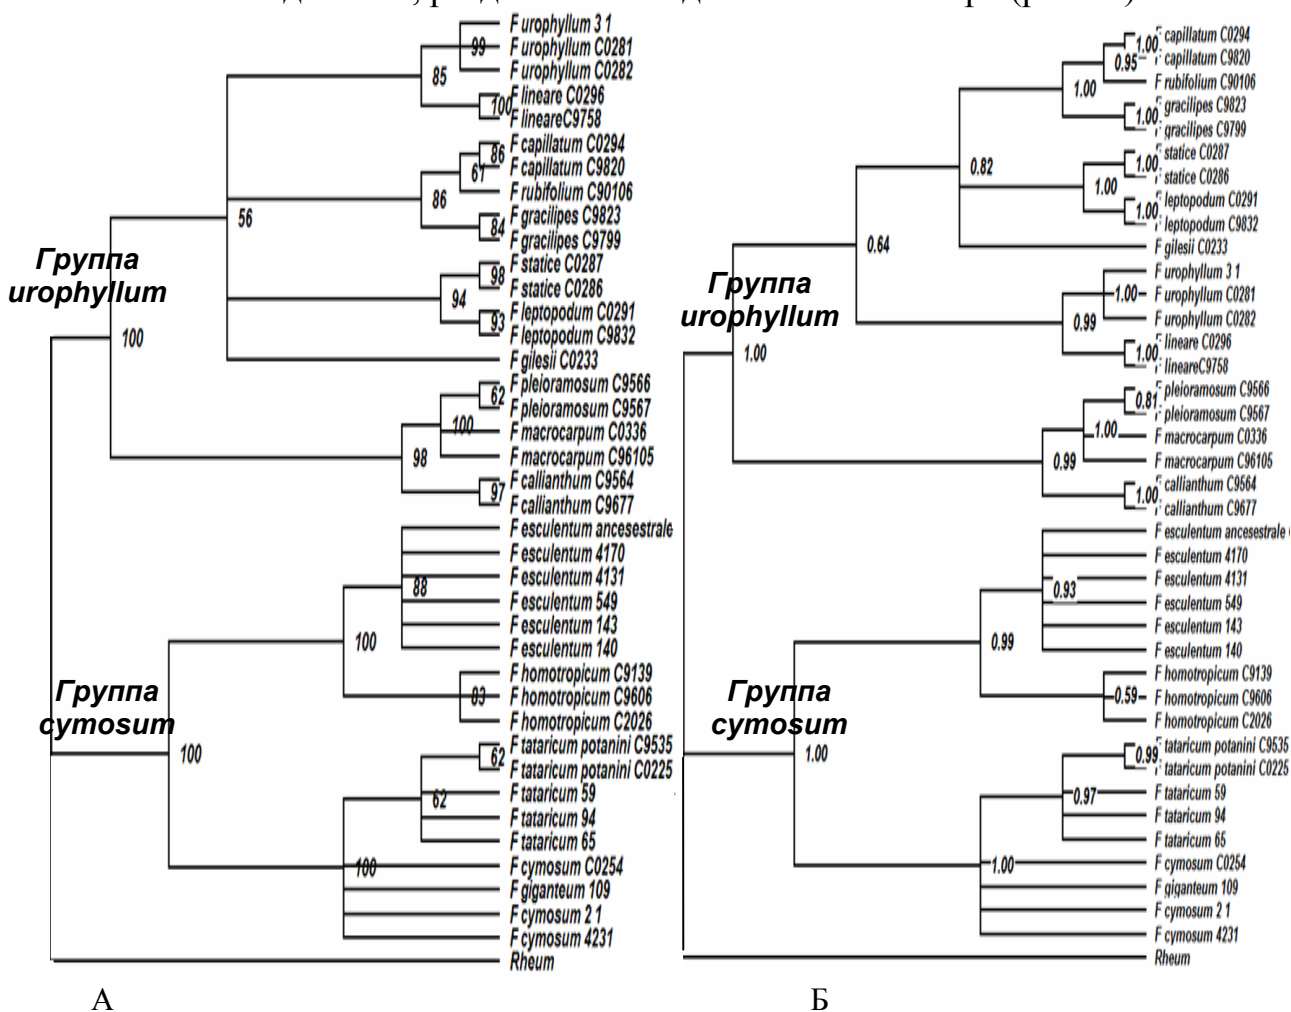 F urophyllum 3 1
F urophyllum C0281
F urophyllum C0282
F lineare C0296
F lineareC9758
F capillatum C0294
F capillatum C9820
F rubifolium C90106
F gracilipes C9823
F gracilipes C9799
F statice C0287
F statice C0286
F leptopodum C0291
F leptopodum C9832
F gilesii C0233
F pleioramosum C9566
F pleioramosum C9567
F macrocarpum C0336
F macrocarpum C96105
F callianthum C9564
F callianthum C9677
F esculentum ancesestrale
F esculentum 4170
F esculentum 4131
F esculentum 549
F esculentum 143
F esculentum 140
F homotropicum C9139
F homotropicum C9606
F homotropicum C2026
F tataricum potanini C9535
F tataricum potanini C0225
F tataricum 59
F tataricum 94
F tataricum 65
F cymosum C0254
F giganteum 109
F cymosum 2 1
F cymosum 4231
Rheum
99
85
100
86
61
86
84
56
98
94
93
100
62
100
98
97
88
100
83
100
62
62
100
Группа
urophyllum
Группа
cymosum
А
F capillatum C0294
F capillatum C9820
F rubifolium C90106
F gracilipes C9823
F gracilipes C9799
F statice C0287
F statice C0286
F leptopodum C0291
F leptopodum C9832
F gilesii C0233
F urophyllum 3 1
F urophyllum C0281
F urophyllum C0282
F lineare C0296
F lineareC9758
F pleioramosum C9566
F pleioramosum C9567
F macrocarpum C0336
F macrocarpum C96105
F callianthum C9564
F callianthum C9677
F esculentum ancesestrale
F esculentum 4170
F esculentum 4131
F esculentum 549
F esculentum 143
F esculentum 140
F homotropicum C9139
F homotropicum C9606
F homotropicum C2026
F tataricum potanini C9535
F tataricum potanini C0225
F tataricum 59
F tataricum 94
F tataricum 65
F cymosum C0254
F giganteum 109
F cymosum 2 1
F cymosum 4231
Rheum
1.00
0.95
1.00
1.00
0.82
1.00
1.00
1.00
0.64
1.00
0.99
1.00
1.00
0.81
1.00
0.99
1.00
0.93
0.99
0.59
1.00
0.99
0.97
1.00
Группа
urophyllum
Группа
cymosum
Б